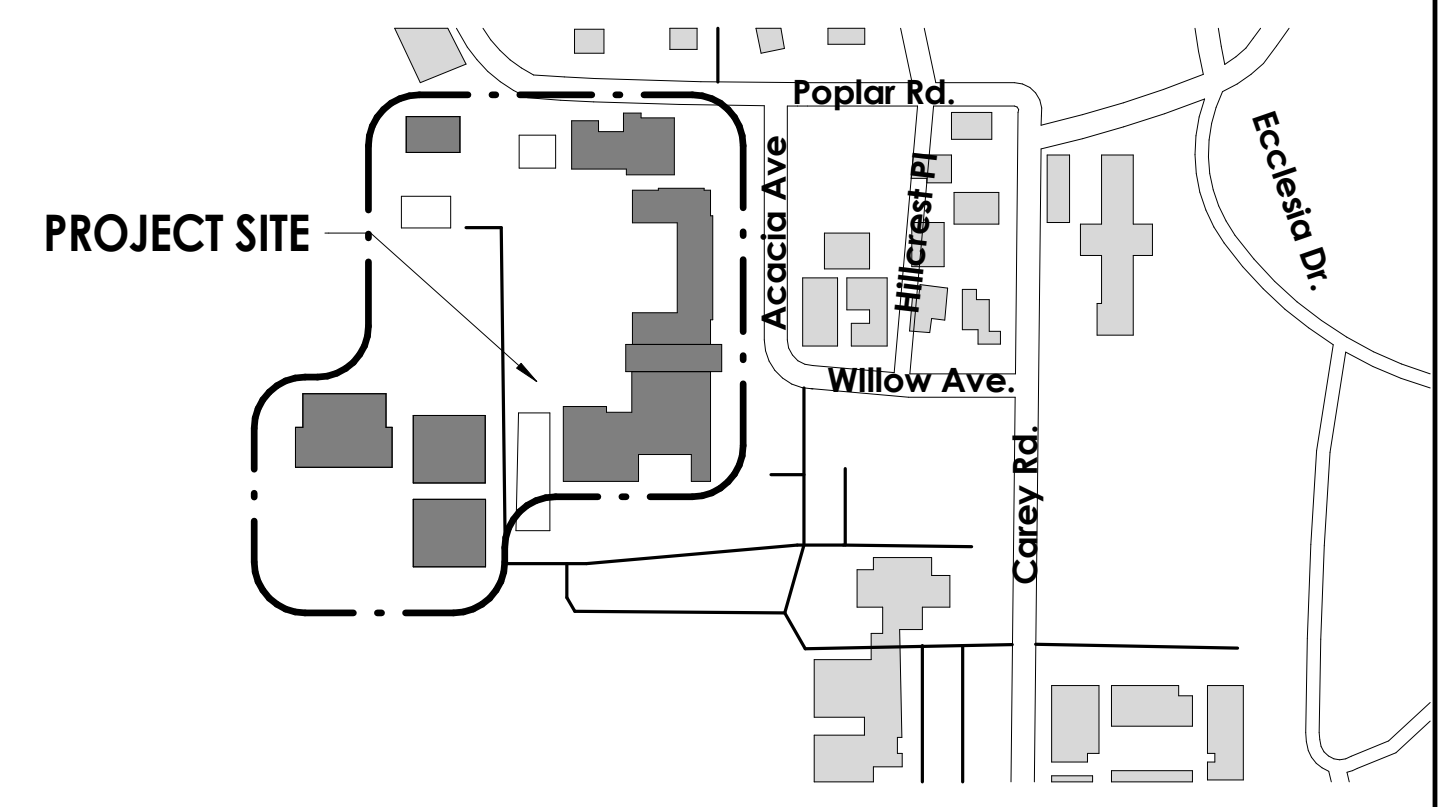 Poplar Rd.
Ecclesia Dr.
Acacia Ave
Hillcrest Pl
PROJECT SITE
Willow Ave.
Carey Rd.